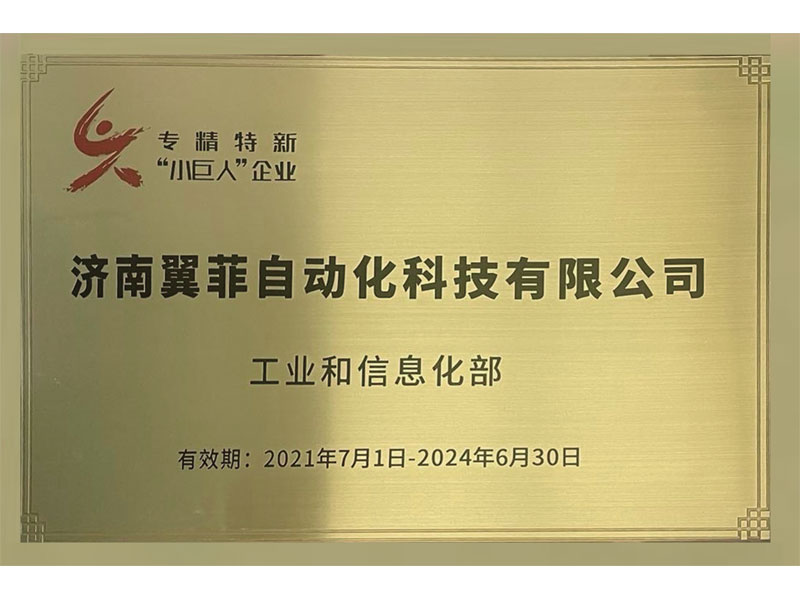 专精特新
“小巨人”企业
济南翼菲自动化科技有限公司
工业和信息化部
有效期：2021年7月1日-2024年6月30日